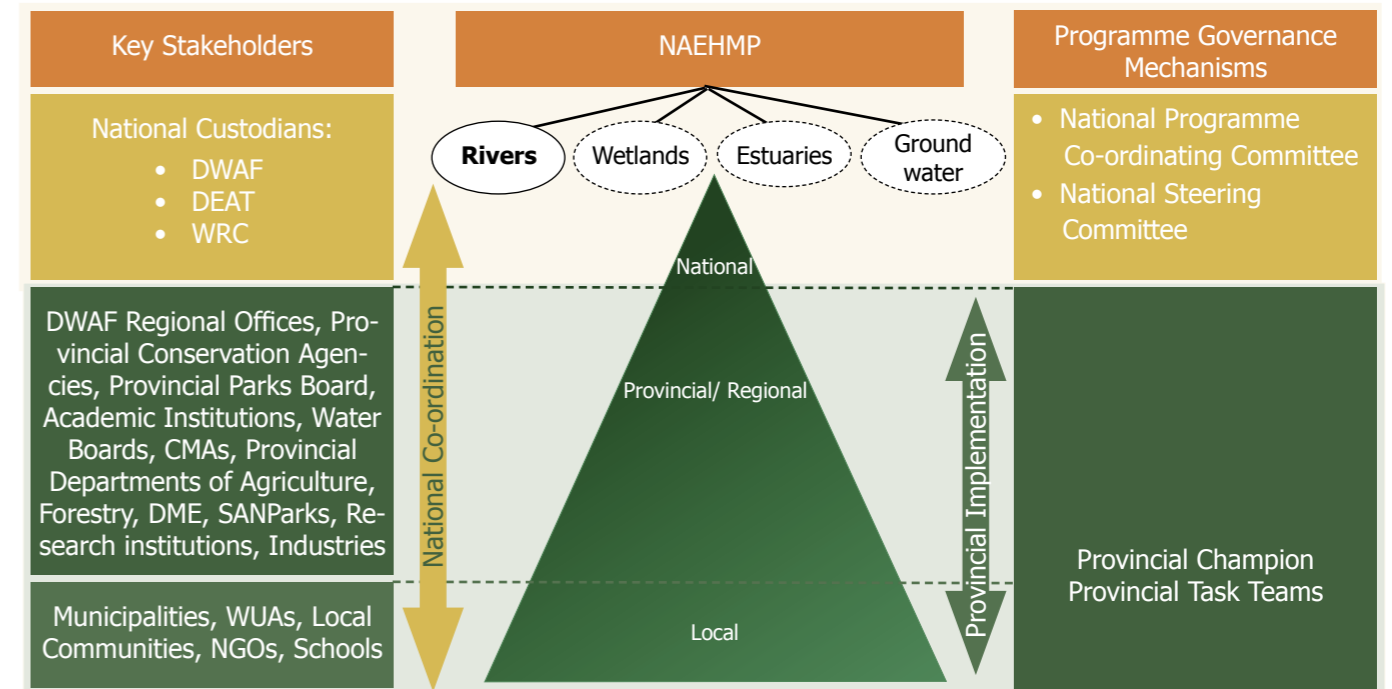 Key Stakeholders
NAEHMP
Programme Governance
Mechanisms
National Custodians:
• DWAF
• DEAT
• WRC
Rivers
Wetlands
Estuaries
Ground
water
• National Programme
Co-ordinating Committee
• National Steering
Committee
National
DWAF Regional Offices, Pro-
vincial Conservation Agen-
cies, Provincial Parks Board,
Academic Institutions, Water
Boards, CMAs, Provincial
Departments of Agriculture,
Forestry, DME, SANParks, Re-
search institutions, Industries
National Co-ordination
Provincial/ Regional
Provincial Implementation
Provincial Champion
Provincial Task Teams
Municipalities, WUAs, Local
Communities, NGOs, Schools
Local